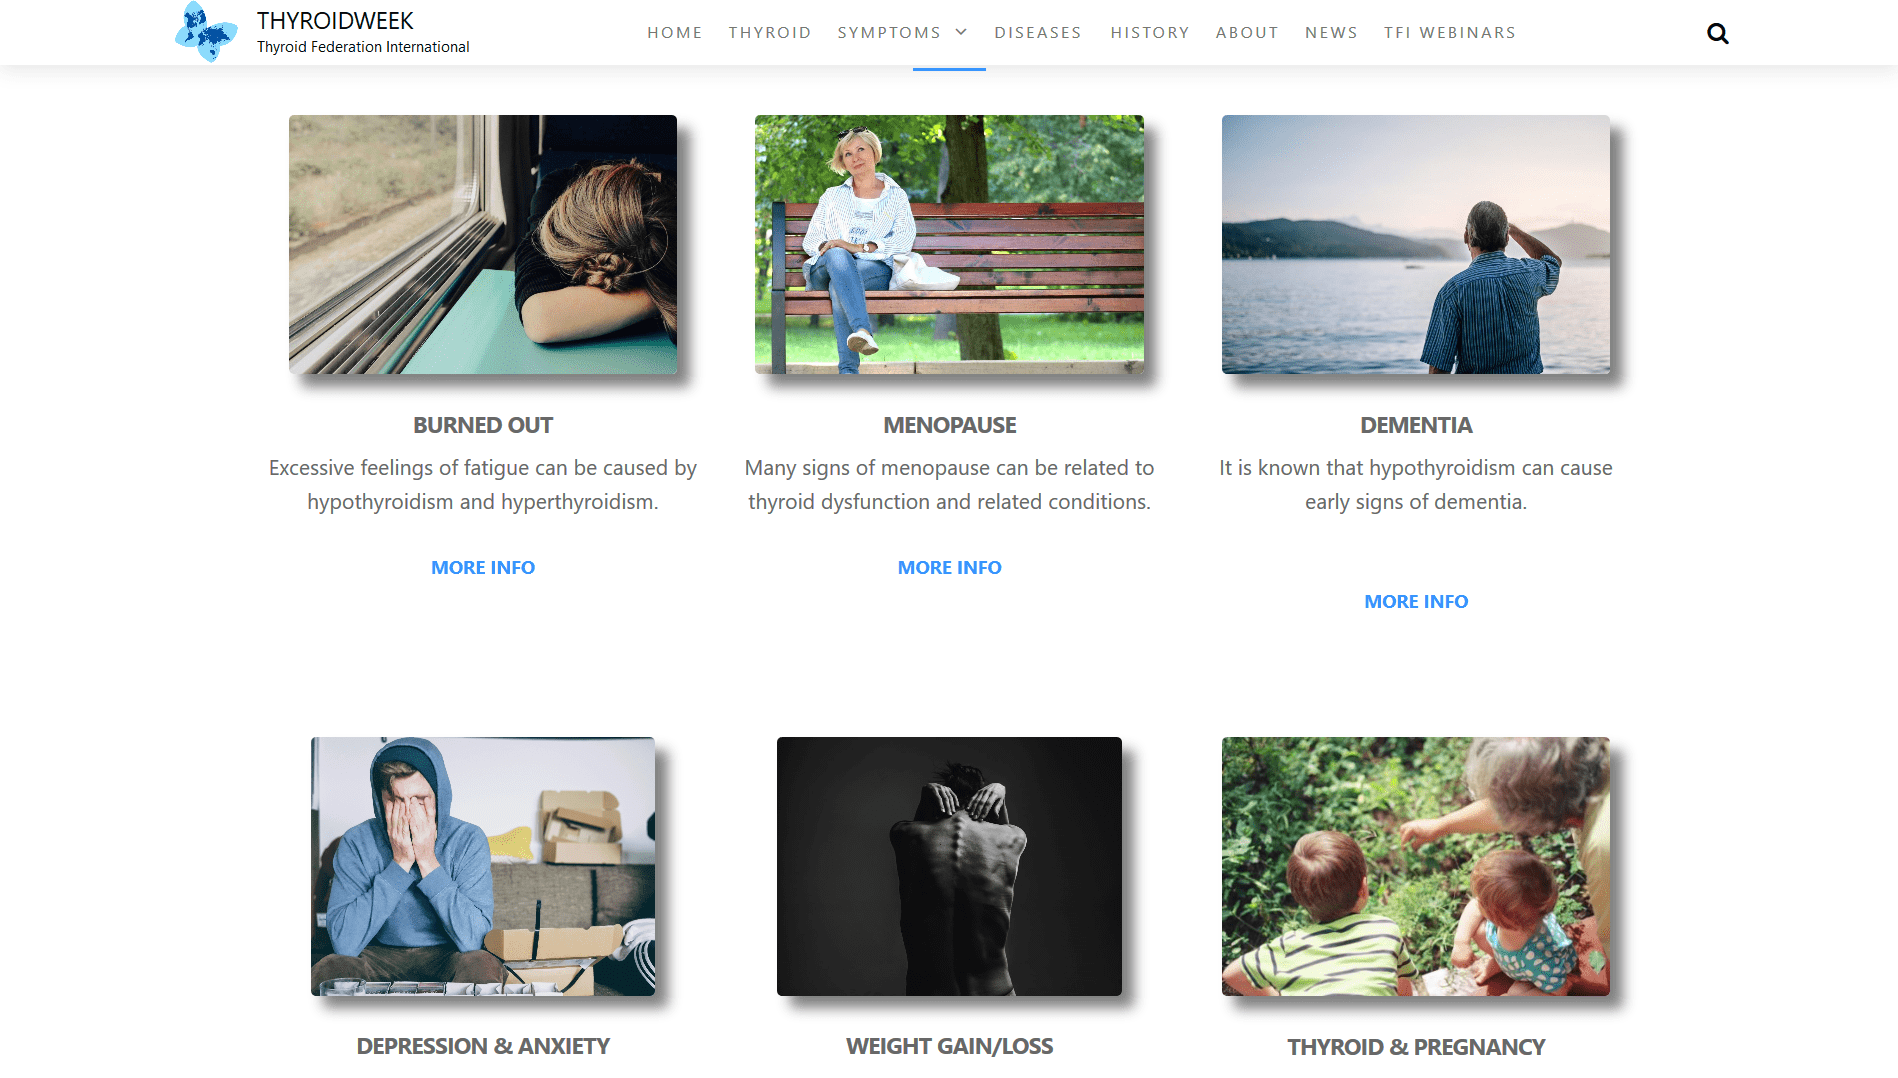 THYROIDWEEK
Thyroid Federation International
HOME THYROID SYMPTOMS DISEASES HISTORY ABOUT NEWS TFI WEBINARS
BURNED OUT
Excessive feelings of fatigue can be caused by
hypothyroidism and hyperthyroidism.
MORE INFO
MENOPAUSE
Many signs of menopause can be related to
thyroid dysfunction and related conditions.
MORE INFO
DEMENTIA
It is known that hypothyroidism can cause
early signs of dementia.
MORE INFO
DEPRESSION & ANXIETY
WEIGHT GAIN/LOSS
THYROID & PREGNANCY